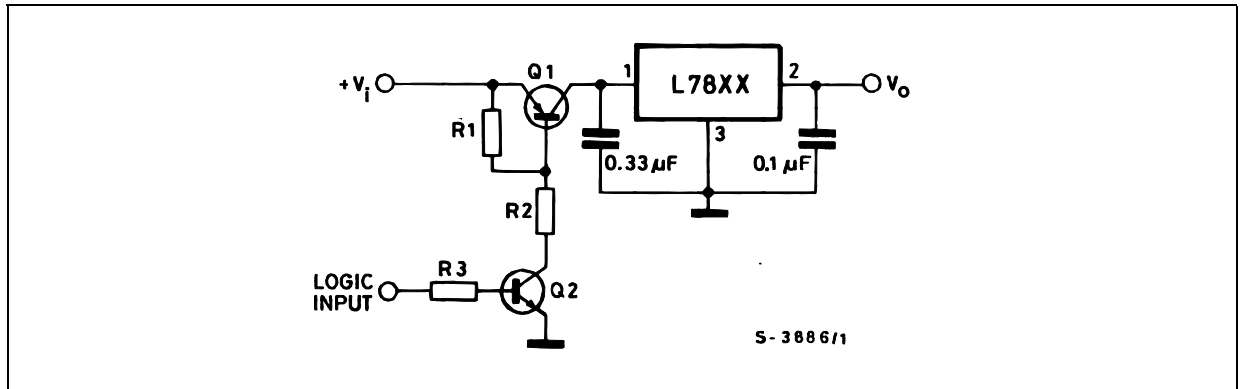 Q1
+Vi
1
L78XX
2
Vo
R1
3
0.33µF
0.1µF
R2
LOGIC
INPUT
R3
Q2
S-3886/1